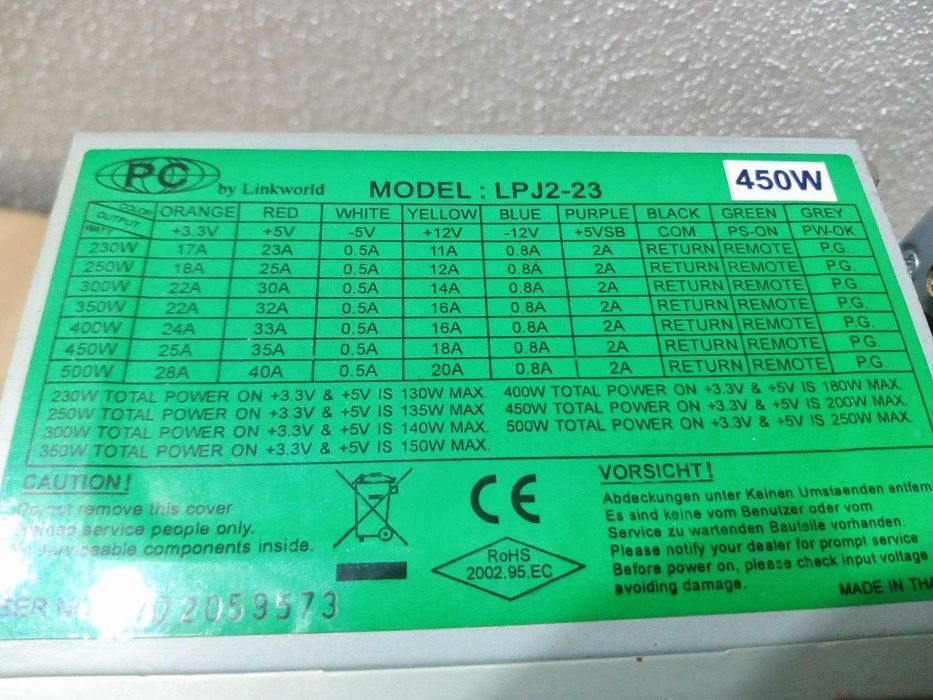 PC by Linkworld
MODEL : LPJ2-23
450W
COLOR ORANGE RED WHITE YELLOW BLUE PURPLE BLACK GREEN GREY
WATT OUTPUT +3.3V +5V -5V +12V -12V +5VSB COM PS-ON PW-OK
230W 17A 23A 0.5A 11A 0.8A 2A RETURN REMOTE P.G.
250W 18A 25A 0.5A 12A 0.8A 2A RETURN REMOTE P.G.
300W 22A 30A 0.5A 14A 0.8A 2A RETURN REMOTE P.G.
350W 22A 32A 0.5A 16A 0.8A 2A RETURN REMOTE P.G.
400W 24A 33A 0.5A 16A 0.8A 2A RETURN REMOTE P.G.
450W 25A 35A 0.5A 18A 0.8A 2A RETURN REMOTE P.G.
500W 28A 40A 0.5A 20A 0.8A 2A RETURN REMOTE P.G.
230W TOTAL POWER ON +3.3V & +5V IS 130W MAX. 400W TOTAL POWER ON +3.3V & +5V IS 180W MAX.
250W TOTAL POWER ON +3.3V & +5V IS 135W MAX 450W TOTAL POWER ON +3.3V & +5V IS 200W MAX.
300W TOTAL POWER ON +3.3V & +5V IS 140W MAX. 500W TOTAL POWER ON +3.3V & +5V IS 250W MAX.
350W TOTAL POWER ON +3.3V & +5V IS 150W MAX.
CAUTION!
Do not remove this cover
Trained service people only.
serviceable components inside.
CE
RoHS
2002.95.EC
VORSICHT!
Abdeckungen unter Keinen Umstaenden entferne
Es sind keine vom Benutzer oder vom
Service zu wartenden Bauteile vorhanden.
Please notify your dealer for prompt service
Before power on, please check input voltage
avoiding damage.
MADE IN THA
SER N 02059573